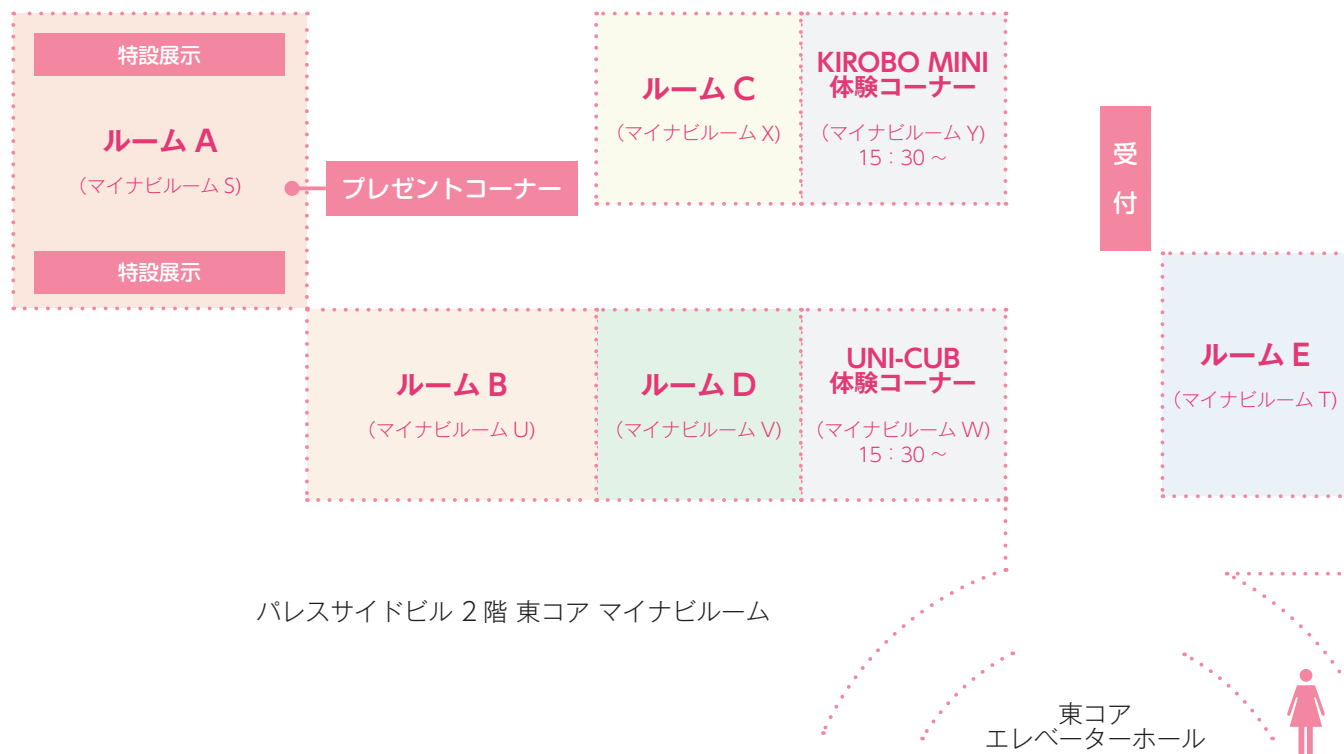 特設展示
ルーム A
(マイナビルーム S)
特設展示
プレゼントコーナー
ルーム C
(マイナビルーム X)
KIROBO MINI
体験コーナー
(マイナビルーム Y)
15：30 ～
受
付
ルーム B
(マイナビルーム U)
ルーム D
(マイナビルーム V)
UNI-CUB
体験コーナー
(マイナビルーム W)
15：30 ～
ルーム E
(マイナビルーム T)
パレスサイドビル 2 階 東コア マイナビルーム
東コア
エレベーターホール